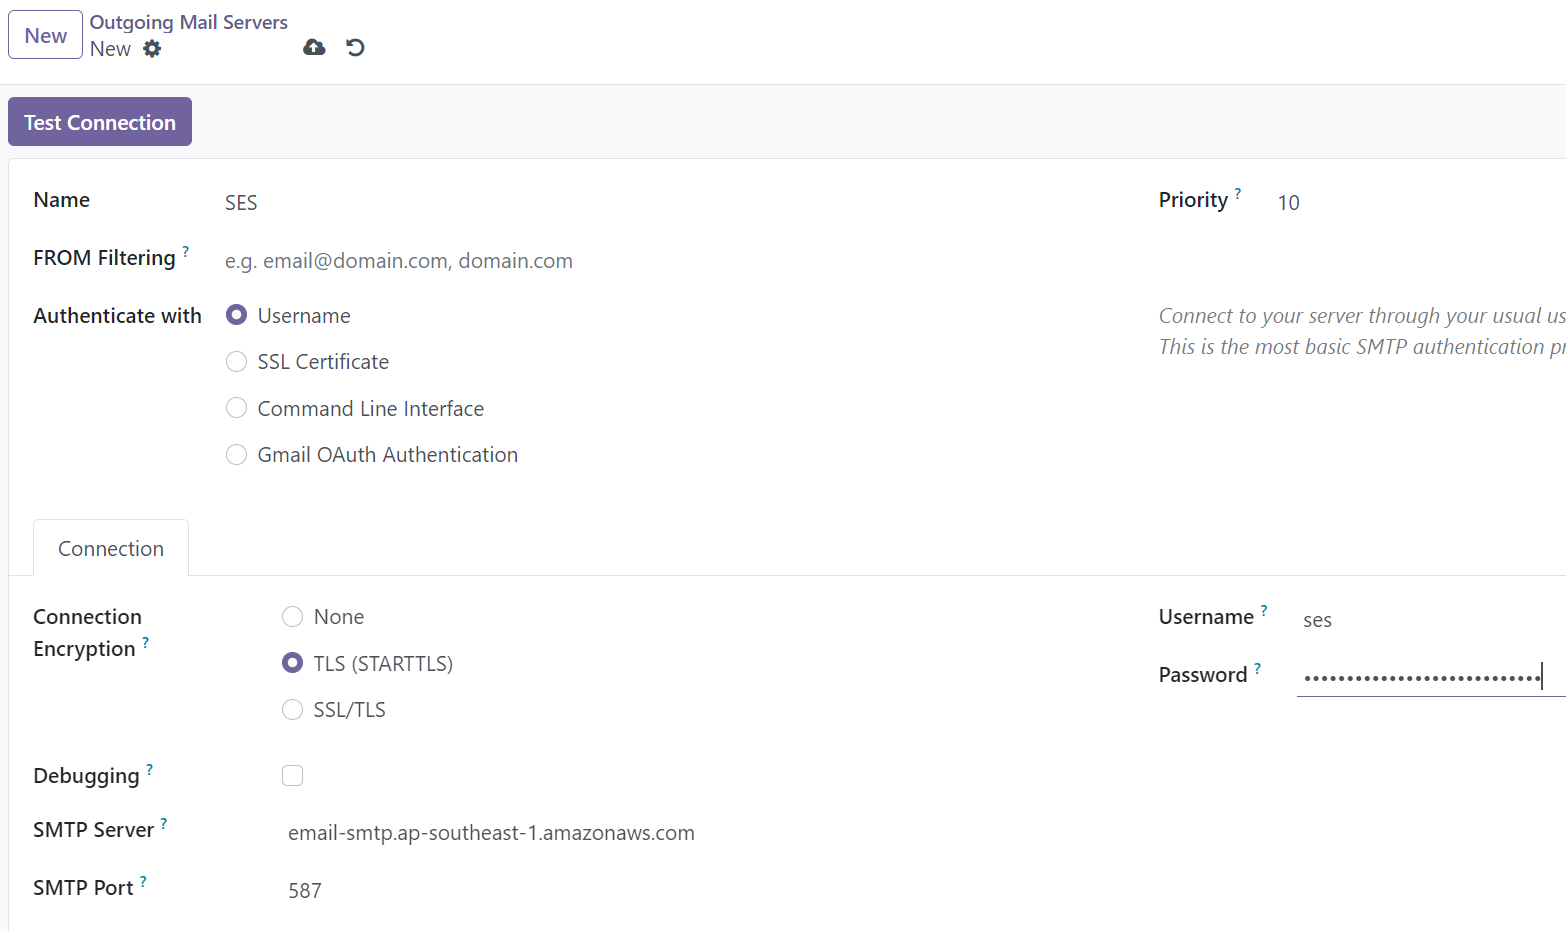 New
Outgoing Mail Servers
New
Test Connection
Name SES
Priority ? 10
FROM Filtering ? e.g. email@domain.com, domain.com
Authenticate with
Username
SSL Certificate
Command Line Interface
Gmail OAuth Authentication
Connect to your server through your usual us
This is the most basic SMTP authentication pr
Connection
Connection Encryption ?
None
TLS (STARTTLS)
SSL/TLS
Username ? ses
Password ? ••••••••••••••••••••••••••••
Debugging ?
SMTP Server ? email-smtp.ap-southeast-1.amazonaws.com
SMTP Port ? 587